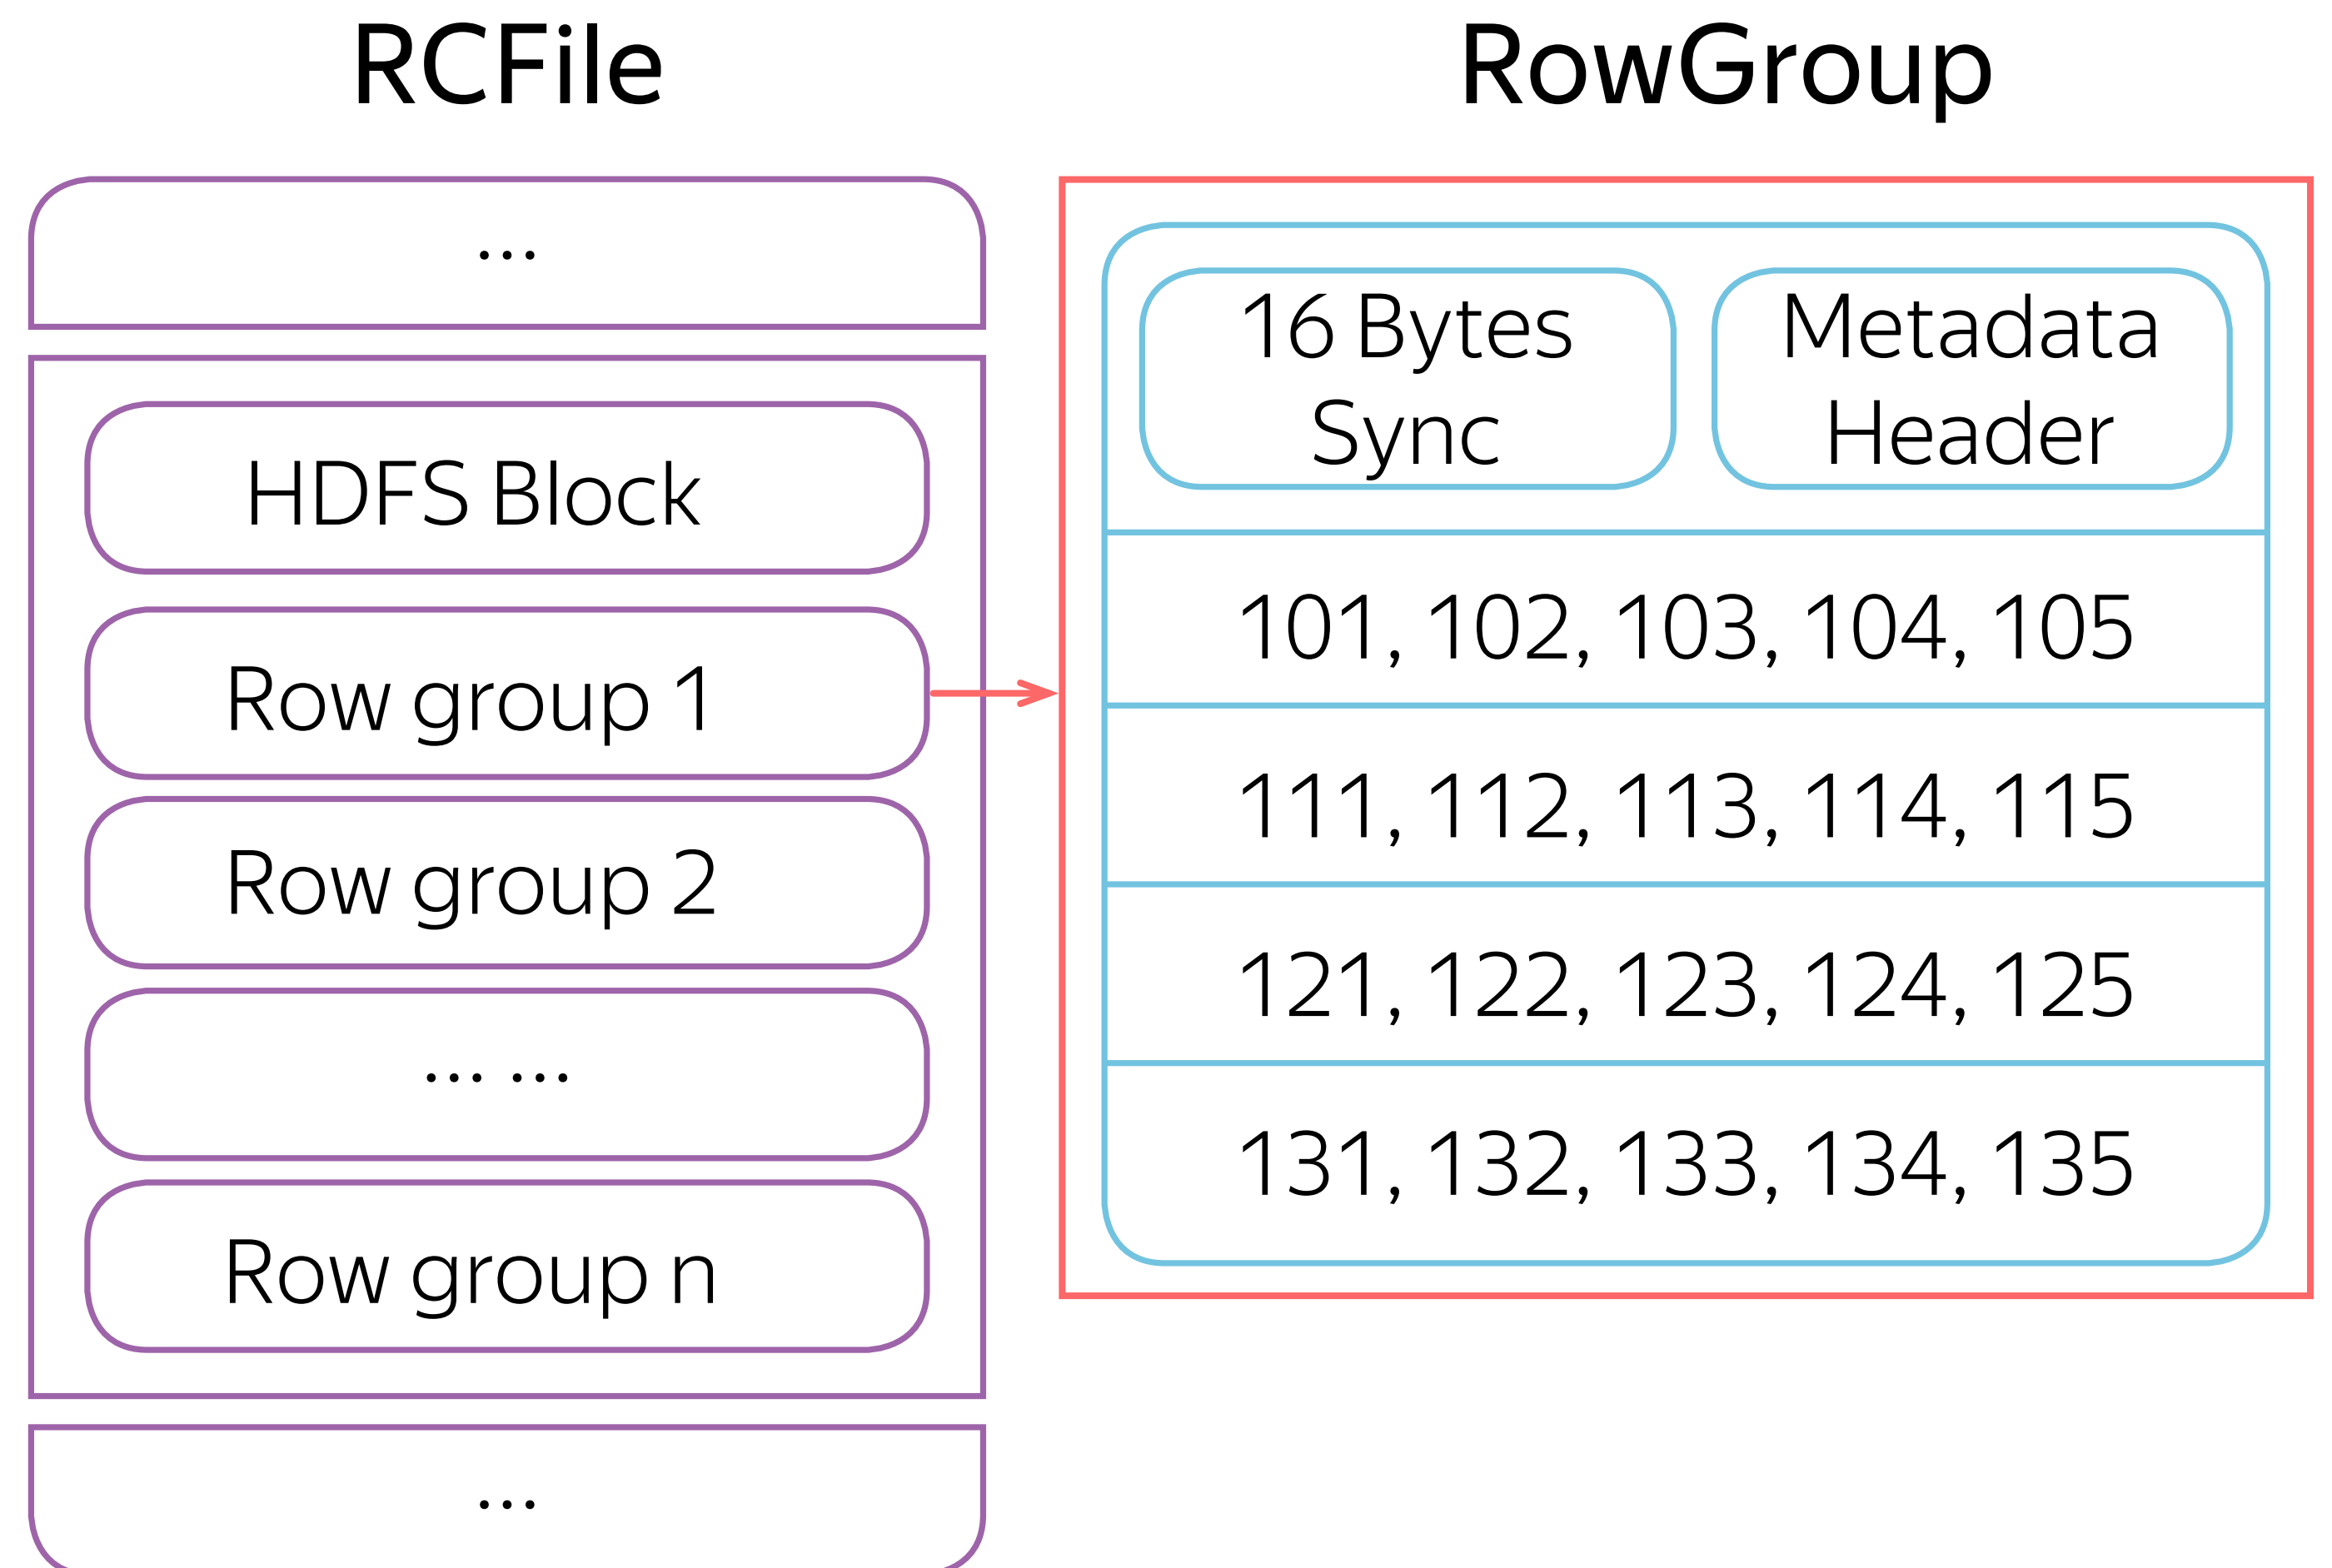 RCFile
...
HDFS Block
Row group 1
Row group 2
... ...
Row group n
...
RowGroup
16 Bytes
Sync
Metadata
Header
101, 102, 103, 104, 105
111, 112, 113, 114, 115
121, 122, 123, 124, 125
131, 132, 133, 134, 135